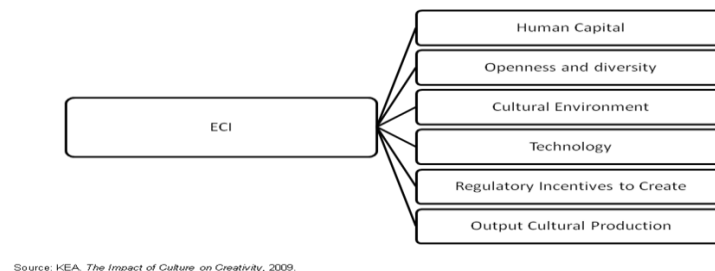 Human Capital
Openness and diversity
Cultural Environment
ECI
Technology
Regulatory Incentives to Create
Output Cultural Production
Source: KEA. The Impact of Culture on Creativity, 2009.